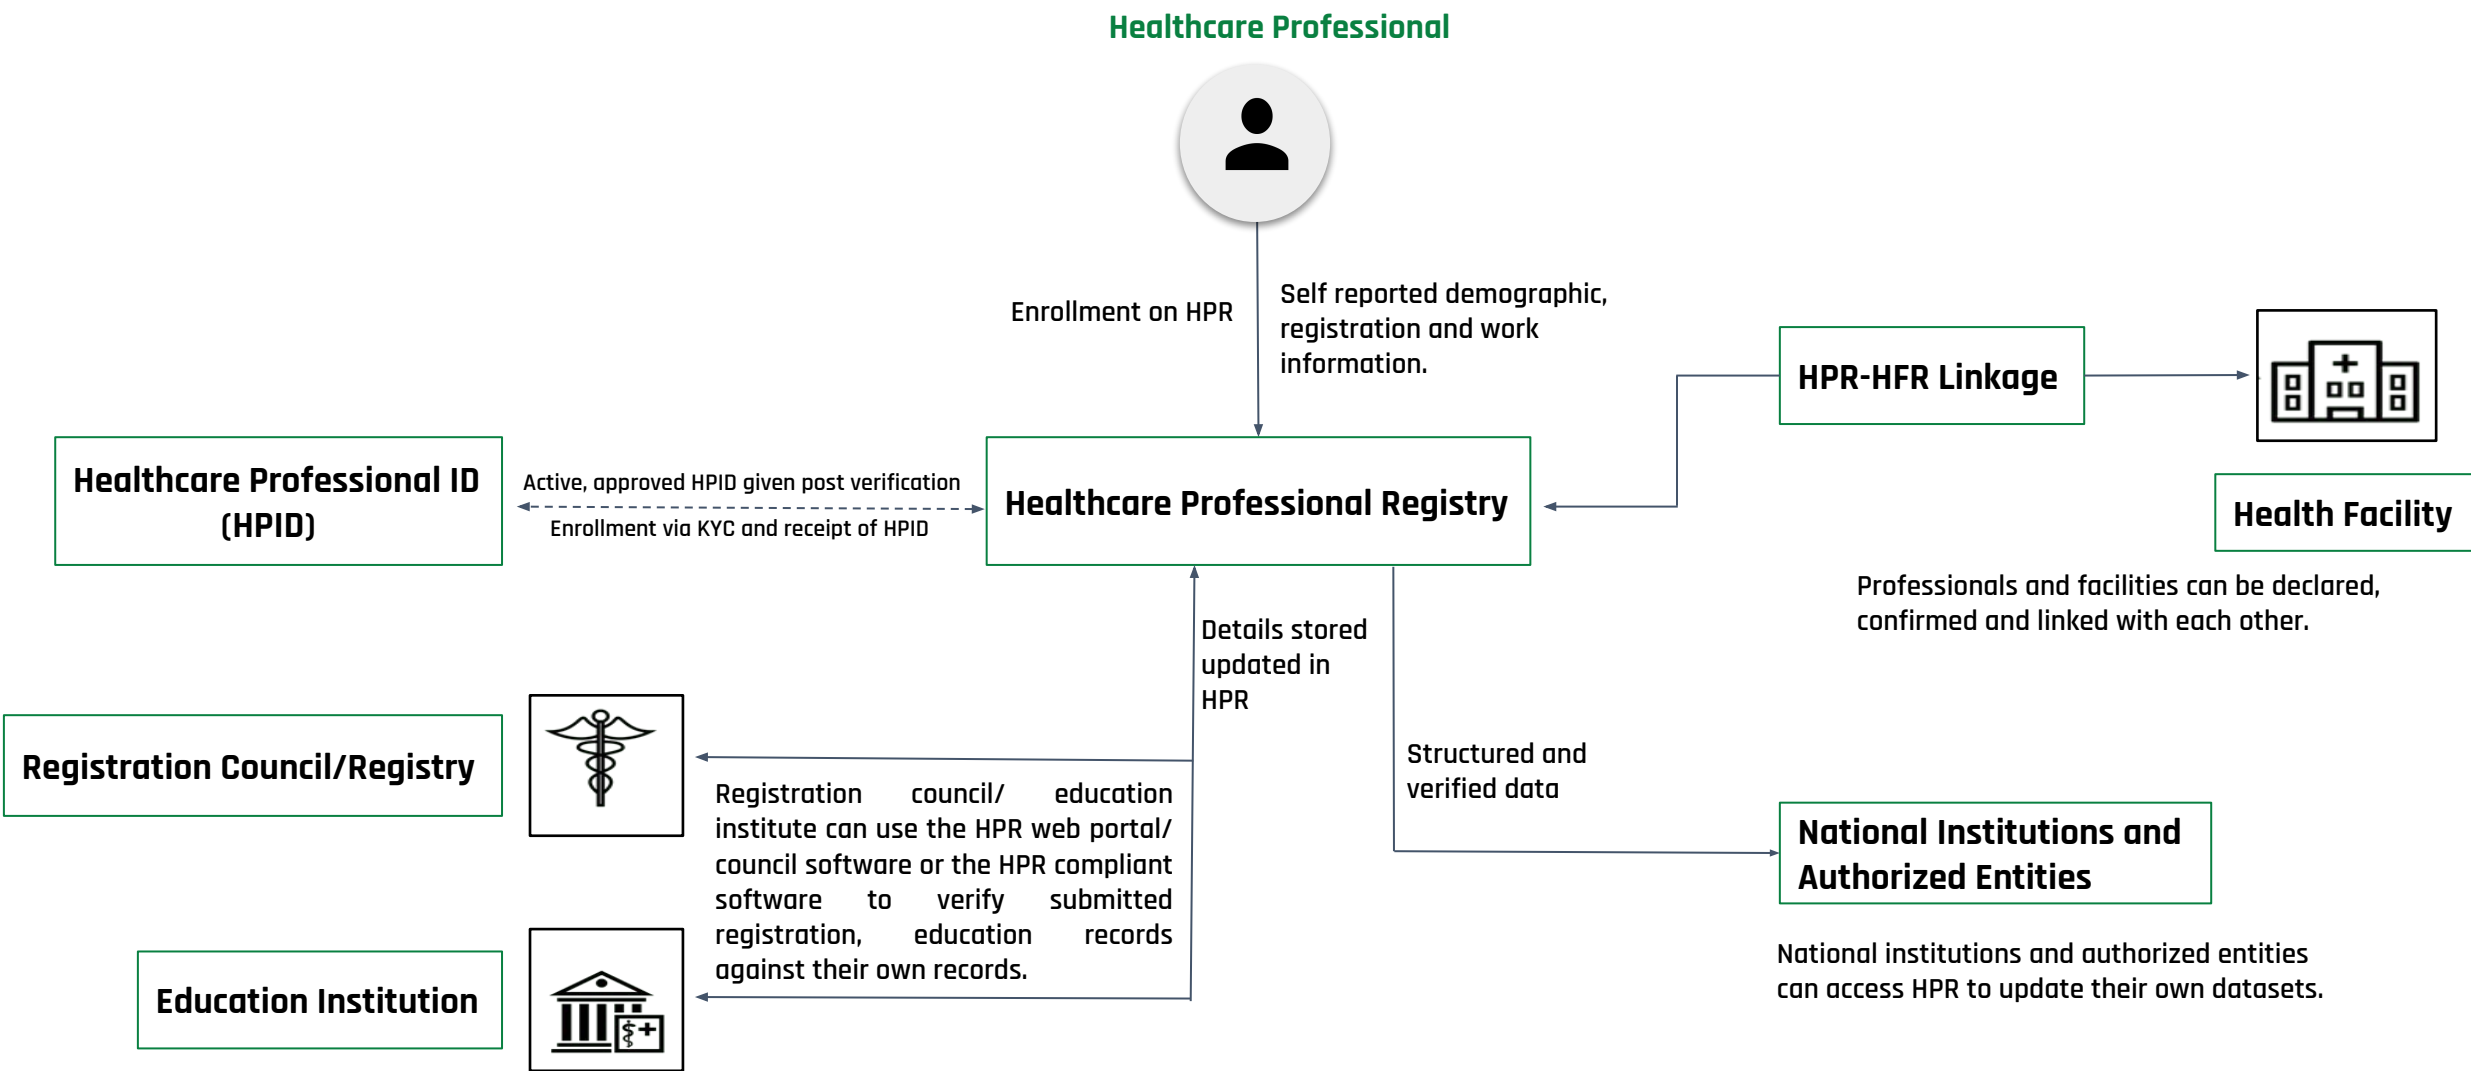 Healthcare Professional
Enrollment on HPR
Self reported demographic,
registration and work
information.
HPR-HFR Linkage
Healthcare Professional ID
(HPID)
Active, approved HPID given post verification
Enrollment via KYC and receipt of HPID
Healthcare Professional Registry
Health Facility
Professionals and facilities can be declared,
confirmed and linked with each other.
Details stored
updated in
HPR
Registration Council/Registry
Structured and
verified data
Registration council/ education
institute can use the HPR web portal/
council software or the HPR compliant
software to verify submitted
registration, education records
against their own records.
National Institutions and
Authorized Entities
Education Institution
National institutions and authorized entities
can access HPR to update their own datasets.